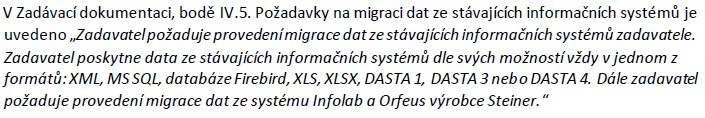 V Zadávací dokumentaci, bodě IV.5. Požadavky na migraci dat ze stávajících informačních systémů je
uvedeno „Zadavatel požaduje provedení migrace dat ze stávajících informačních systémů zadavatele.
Zadavatel poskytne data ze stávajících informačních systémů dle svých možností vždy v jednom z
formátů: XML, MS SQL, databáze Firebird, XLS, XLSX, DASTA 1, DASTA 3 nebo DASTA 4. Dále zadavatel
požaduje provedení migrace dat ze systému Infolab a Orfeus výrobce Steiner.“